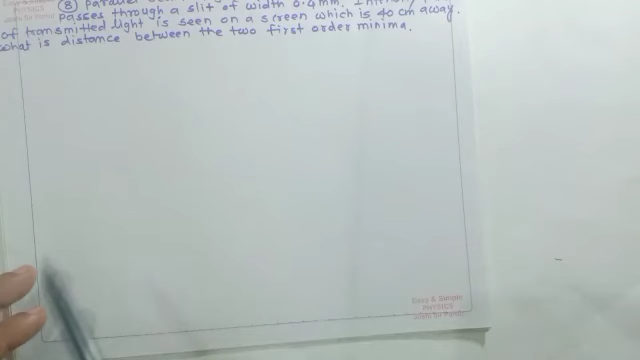 ⑧ Parallel
passes through a slit of width 0.4mm.
of transmitted light is seen on a screen which is 40 cm away.
what is distance between the two first order minima.
Easy & Simple
PHYSICS